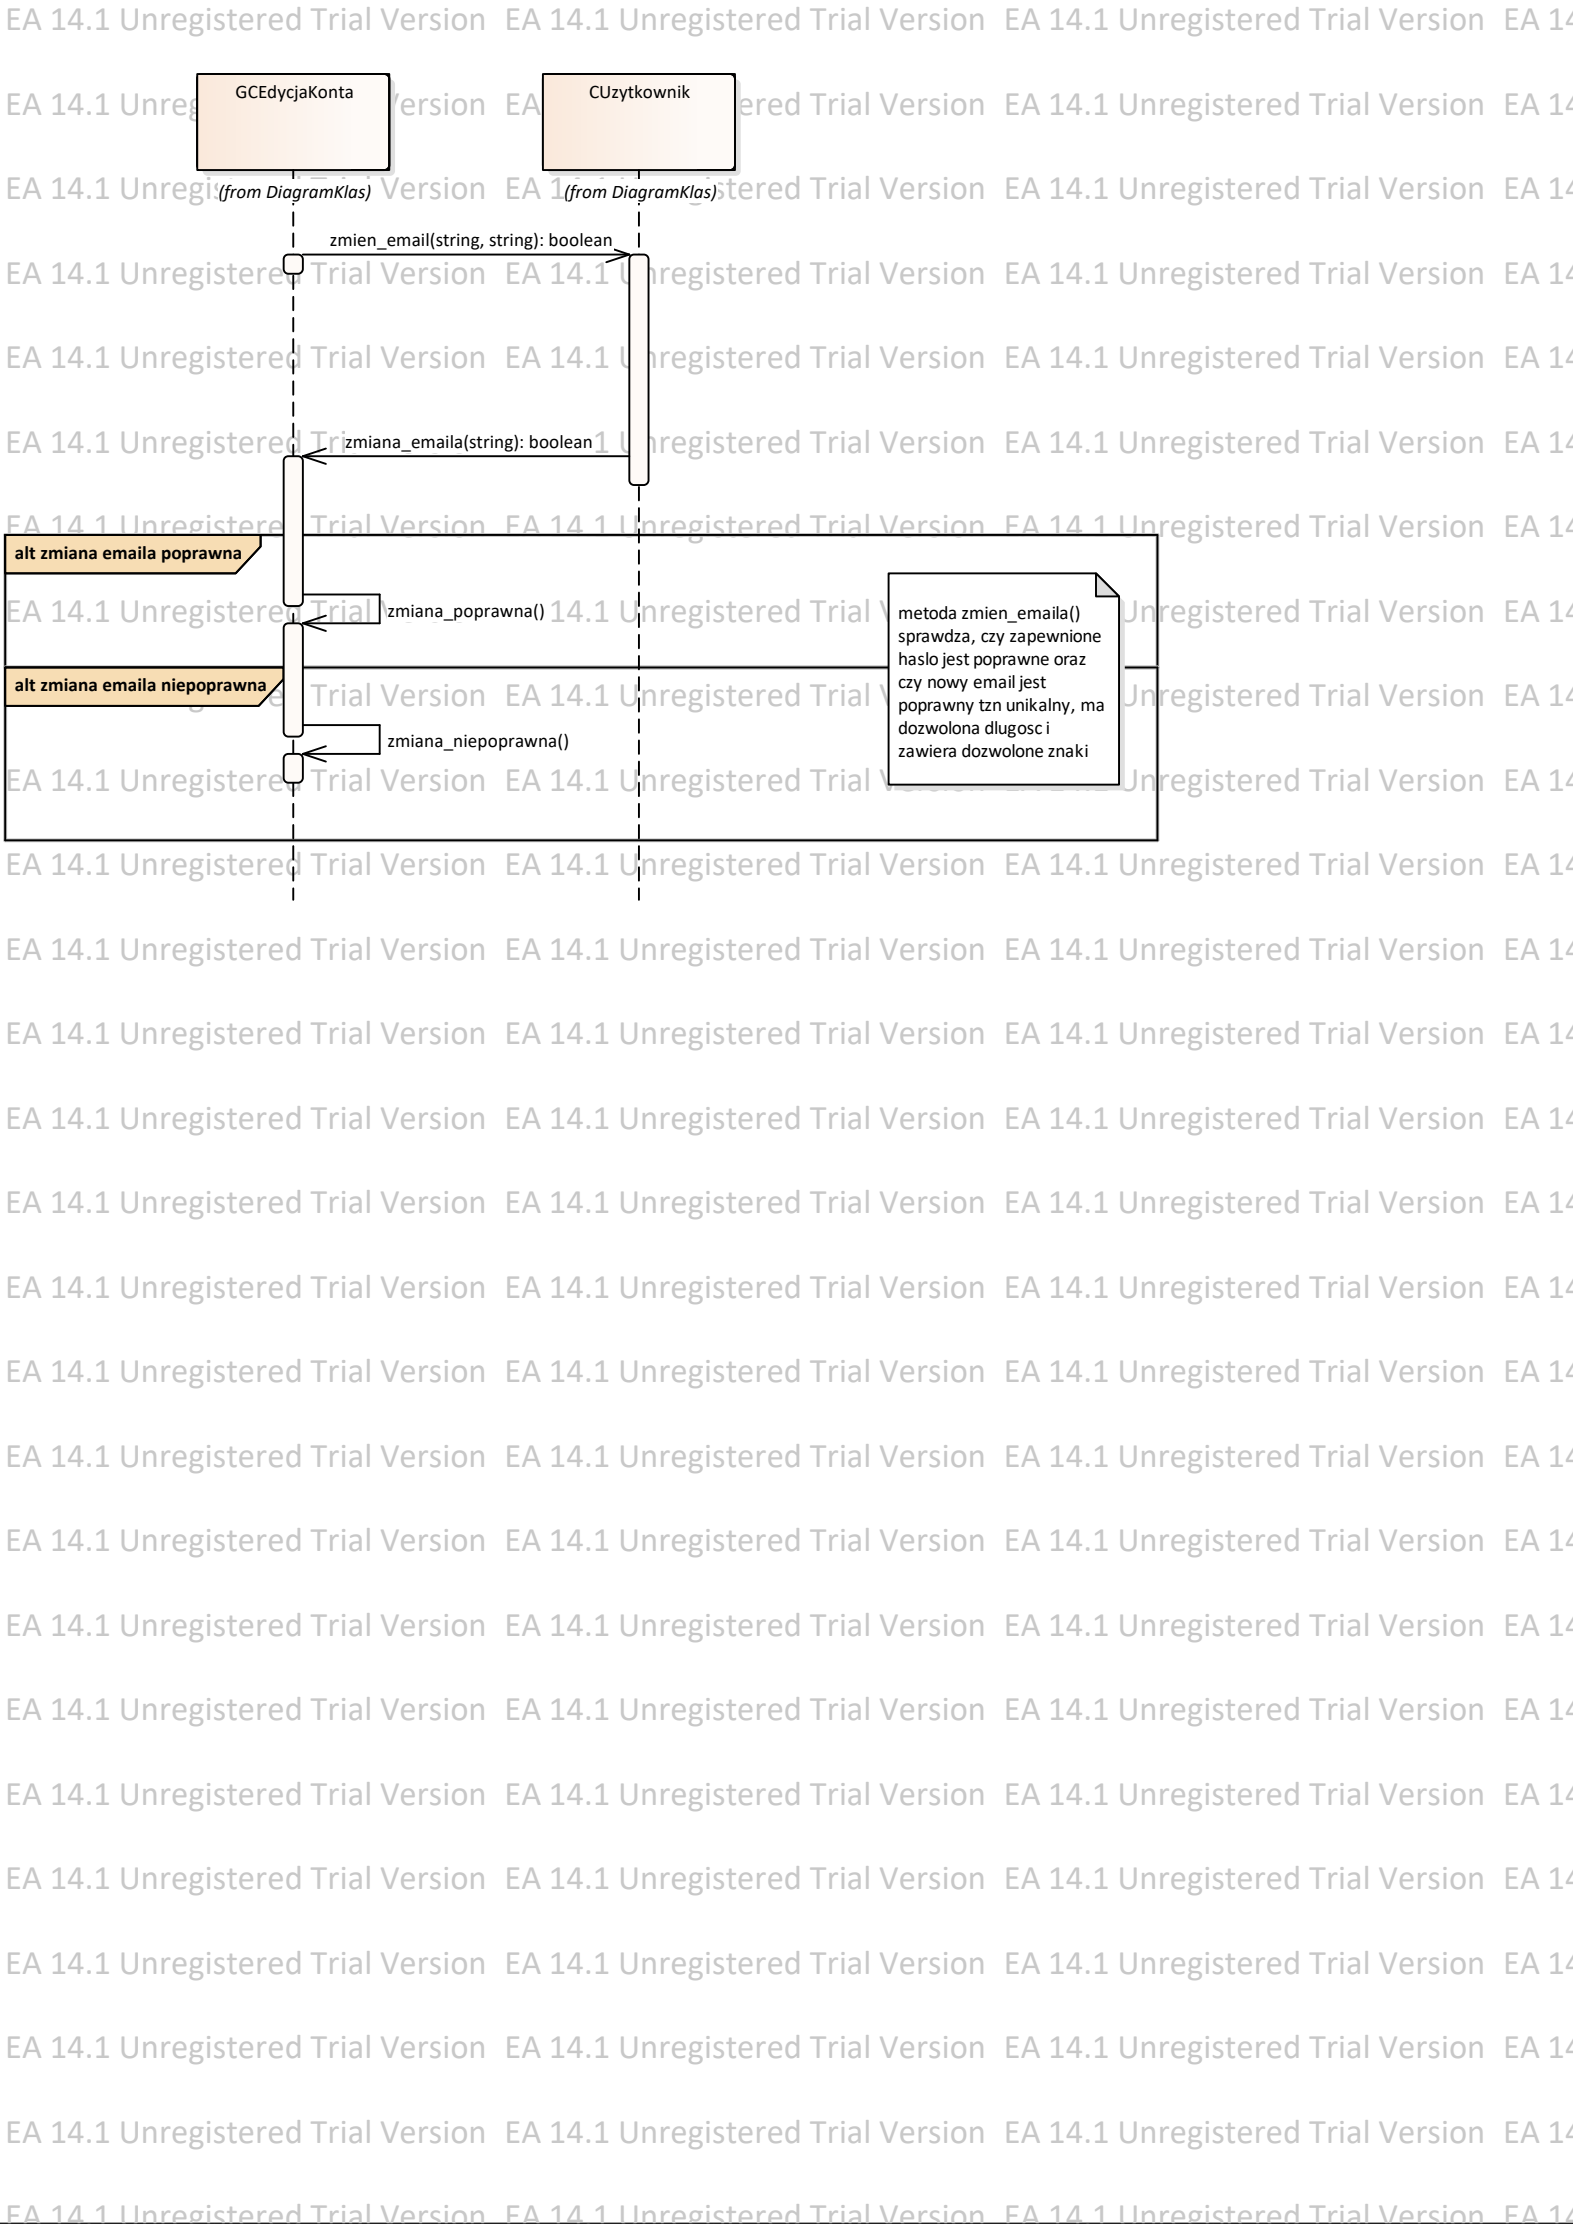 EA 14.1 Unregistered Trial Version EA 14.1 Unregistered Trial Version EA 14.1 Unregistered Trial Version EA 14
GCEdycjaKonta
CUzytkownik
(from DiagramKlas)
(from DiagramKlas)
zmien_email(string, string): boolean
zmiana_emaila(string): boolean
alt zmiana emaila poprawna
zmiana_poprawna()
metoda zmien_emaila()
sprawdza, czy zapewnione
haslo jest poprawne oraz
czy nowy email jest
poprawny tzn unikalny, ma
dozwolona dlugosc i
zawiera dozwolone znaki
alt zmiana emaila niepoprawna
zmiana_niepoprawna()